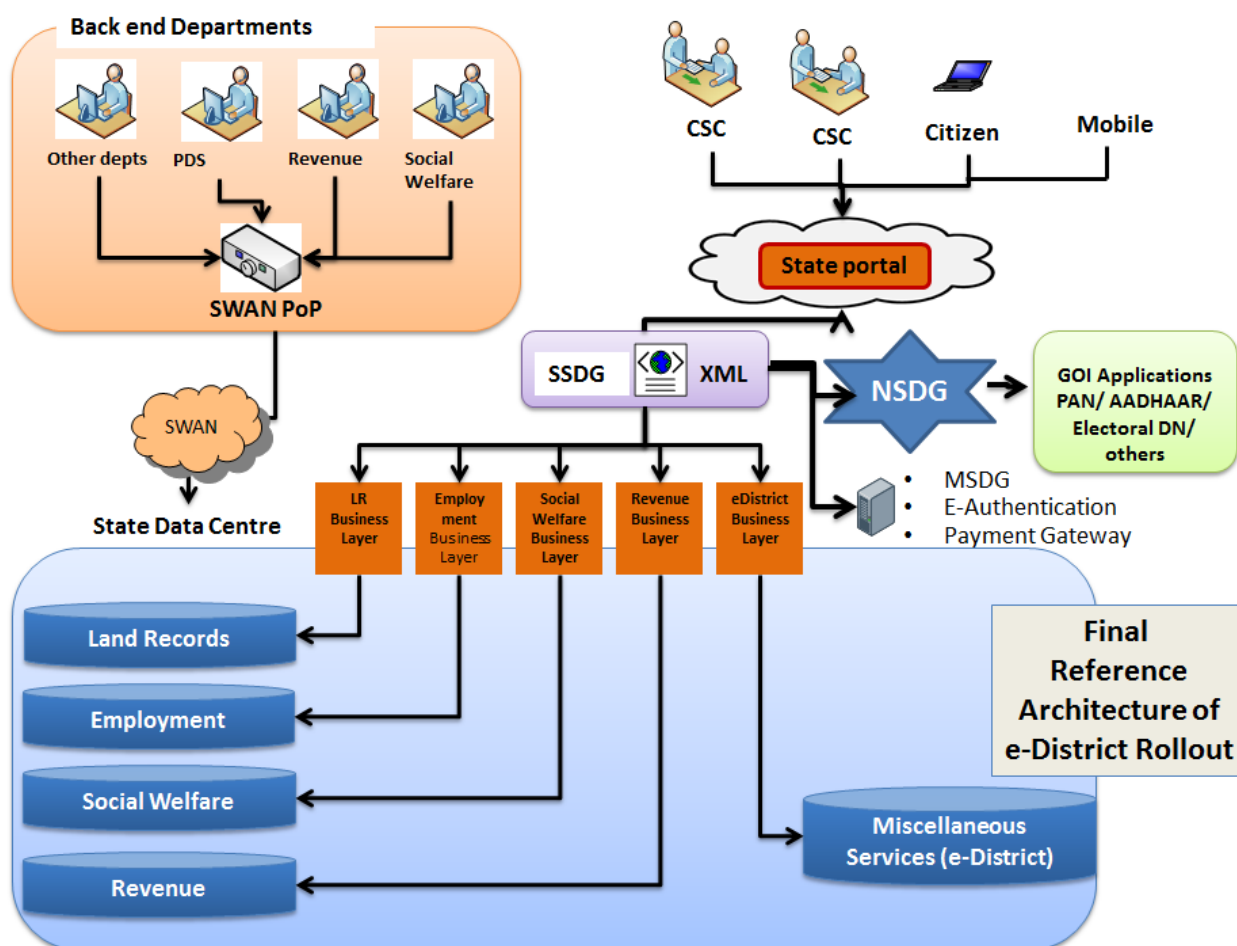 Back end Departments
Other depts
PDS
Revenue
Social
Welfare
SWAN PoP
CSC
CSC
Citizen
Mobile
State portal
SSDG
XML
NSDG
GOI Applications
PAN/ AADHAAR/
Electoral DN/
others
SWAN
• MSDG
• E-Authentication
• Payment Gateway
State Data Centre
LR
Business
Layer
Employ
ment
Business
Layer
Social
Welfare
Business
Layer
Revenue
Business
Layer
eDistrict
Business
Layer
Land Records
Employment
Social Welfare
Revenue
Final
Reference
Architecture of
e-District Rollout
Miscellaneous
Services (e-District)